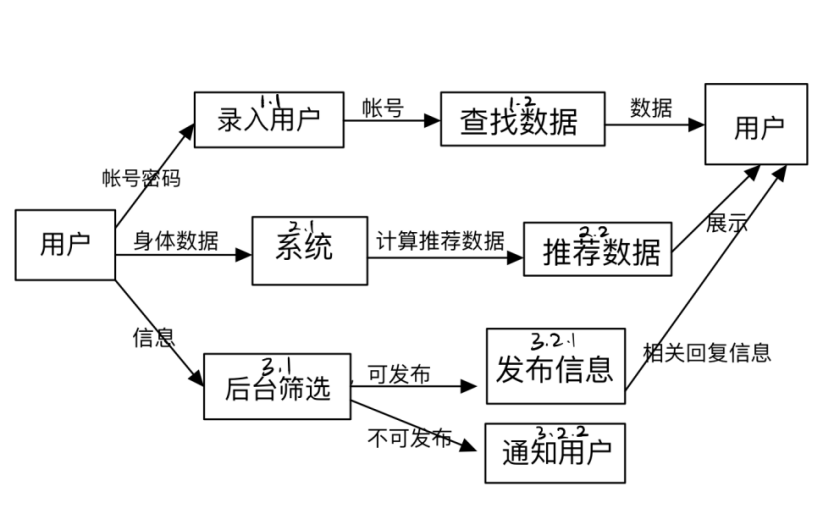 1.1
录入用户
帐号
1.2
查找数据
数据
用户
帐号密码
用户
身体数据
2.1
系统
计算推荐数据
2.2
推荐数据
展示
信息
3.1
后台筛选
可发布
3.2.1
发布信息
相关回复信息
不可发布
3.2.2
通知用户